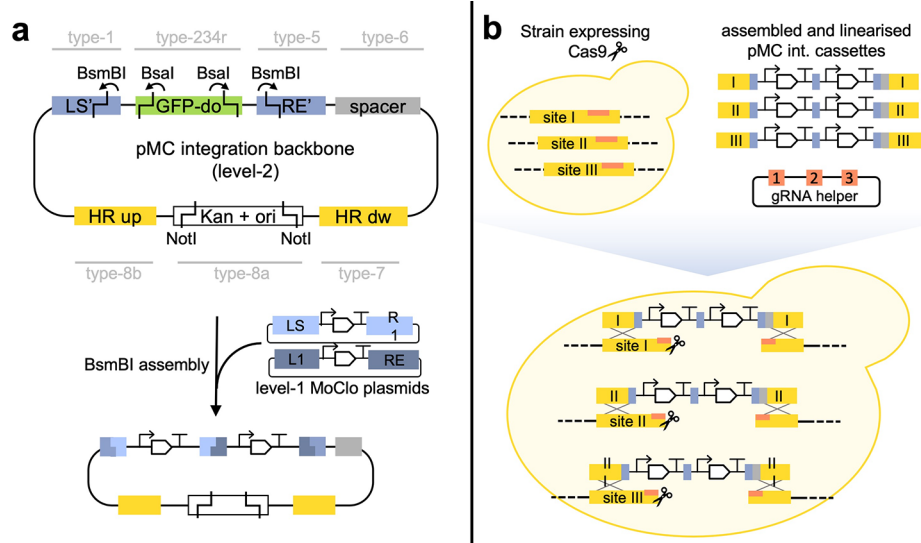 a
type-1
type-234r
type-5
type-6
BsmBI
BsaI
BsaI
BsmBI
LS'
GFP-do
RE'
spacer
pMC integration backbone
(level-2)
HR up
Kan + ori
HR dw
NotI
NotI
type-8b
type-8a
type-7
BsmBI assembly
LS
R
1
L1
RE
level-1 MoClo plasmids
b
Strain expressing
Cas9
assembled and linearised
pMC int. cassettes
site I
site II
site III
I
I
II
II
III
III
1
2
3
gRNA helper
I
I
site I
II
II
site II
II
I
II
I
site III